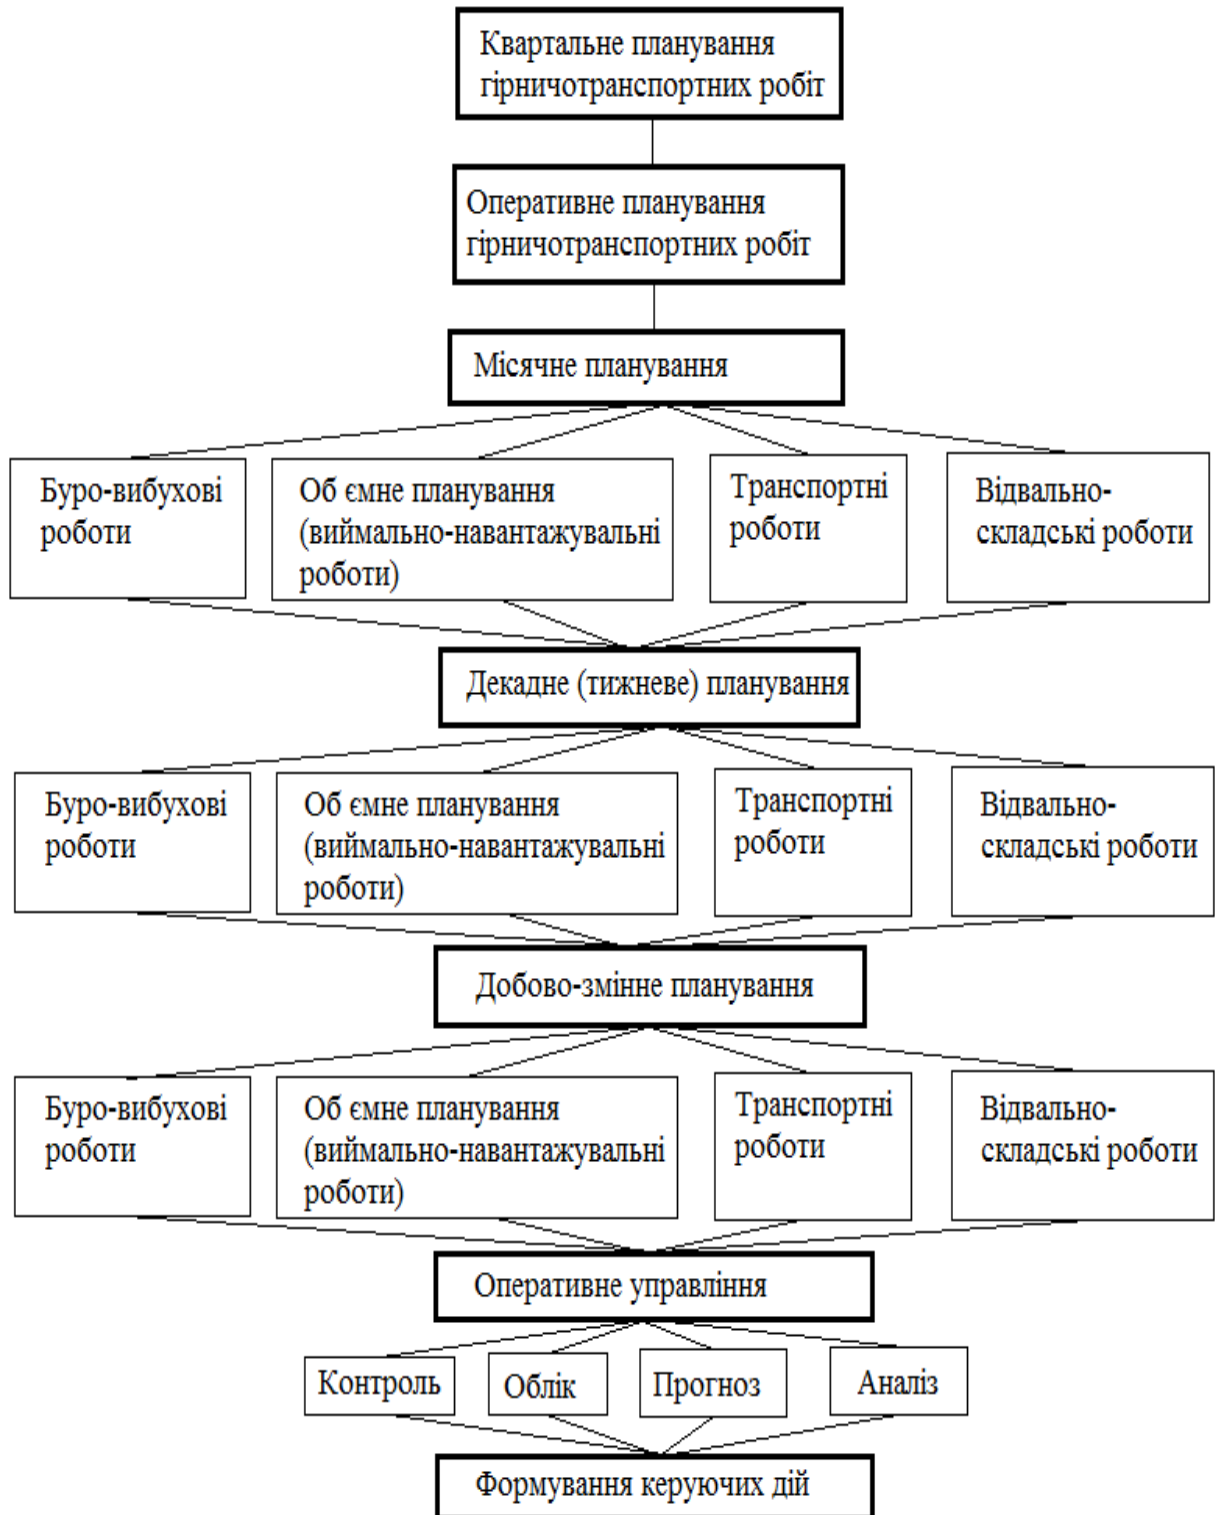 Квартальне планування
гірничотранспортних робіт
Оперативне планування
гірничотранспортних робіт
Місячне планування
Буро-вибухові
роботи
Об ємне планування
(виймально-навантажувальні
роботи)
Транспортні
роботи
Відвально-
складські роботи
Декадне (тижневе) планування
Буро-вибухові
роботи
Об ємне планування
(виймально-навантажувальні
роботи)
Транспортні
роботи
Відвально-
складські роботи
Добово-змінне планування
Буро-вибухові
роботи
Об ємне планування
(виймально-навантажувальні
роботи)
Транспортні
роботи
Відвально-
складські роботи
Оперативне управління
Контроль
Облік
Прогноз
Аналіз
Формування керуючих дій